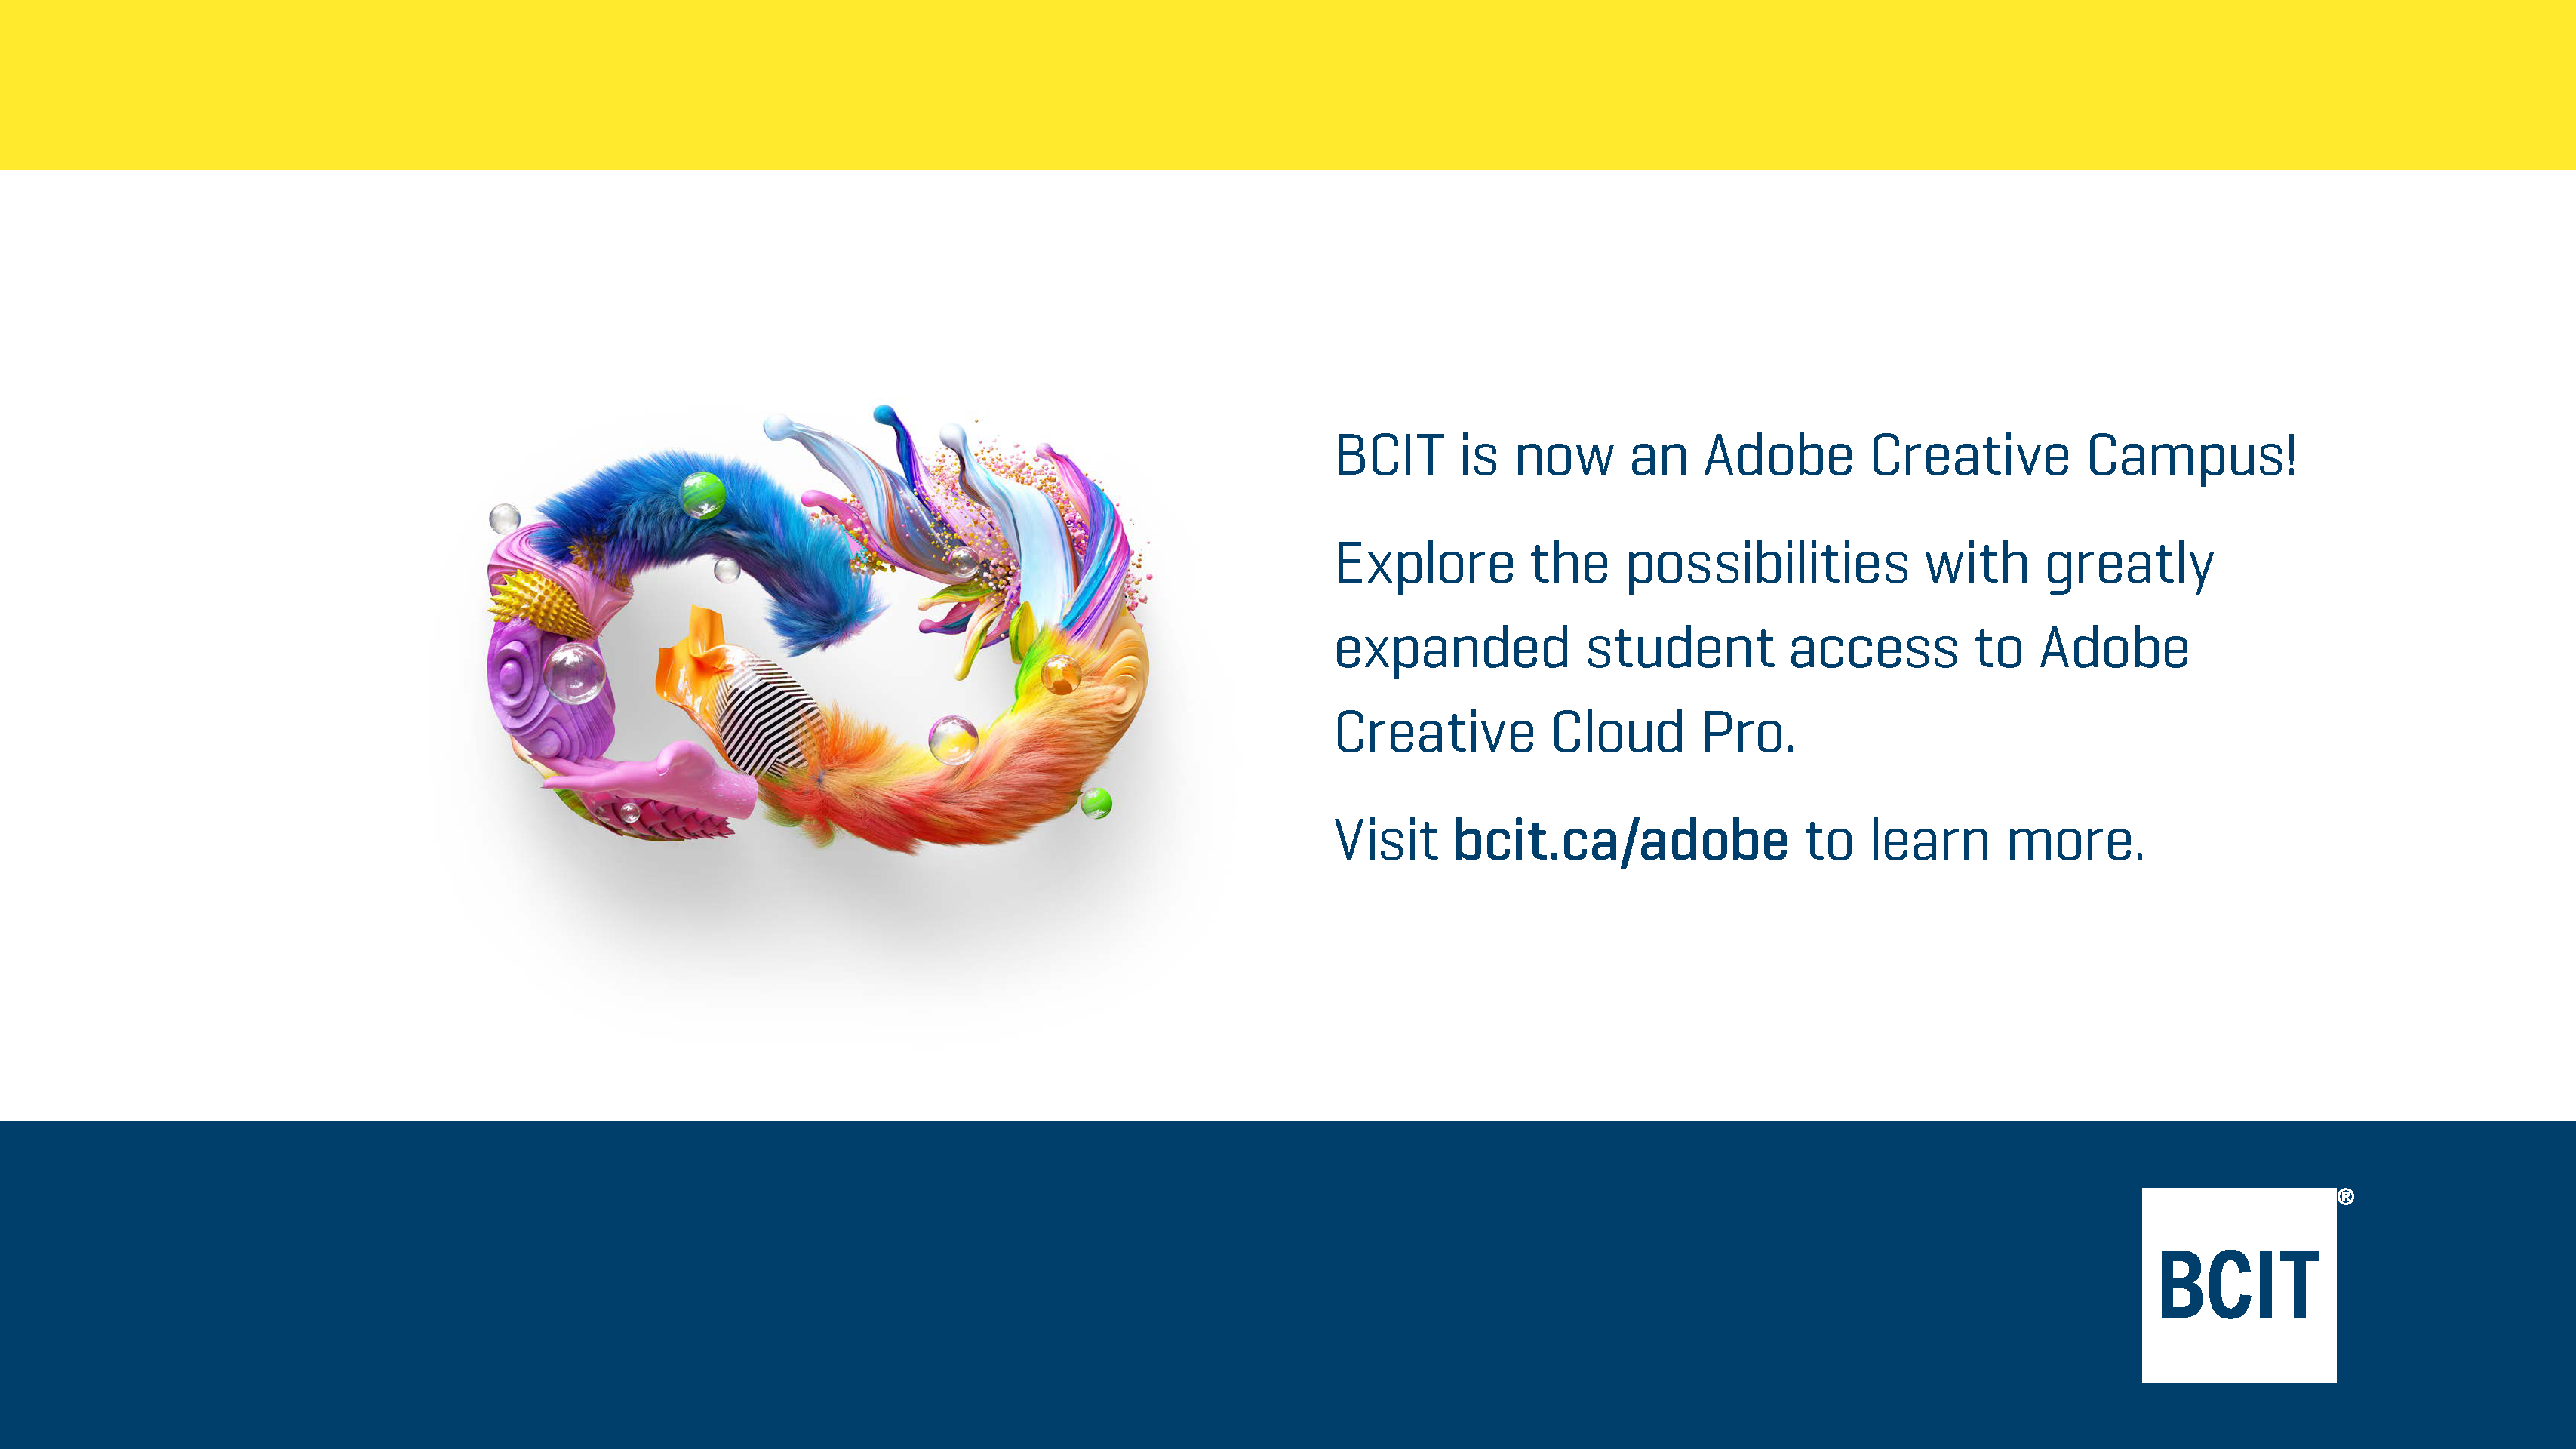 BCIT is now an Adobe Creative Campus!
Explore the possibilities with greatly
expanded student access to Adobe
Creative Cloud Pro.
Visit bcit.ca/adobe to learn more.
BCIT®